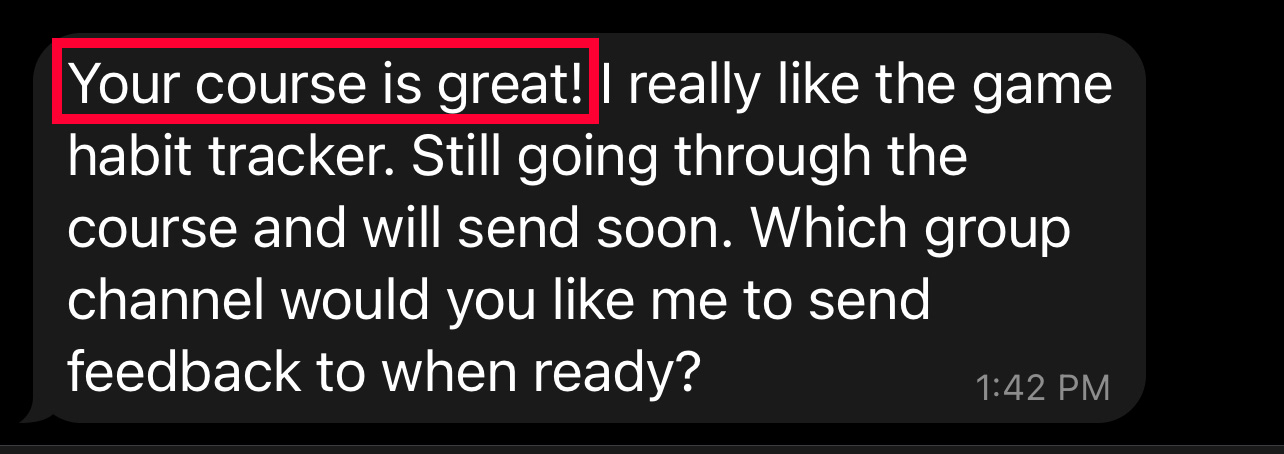 Your course is great! I really like the game
habit tracker. Still going through the
course and will send soon. Which group
channel would you like me to send
feedback to when ready?
1:42 PM